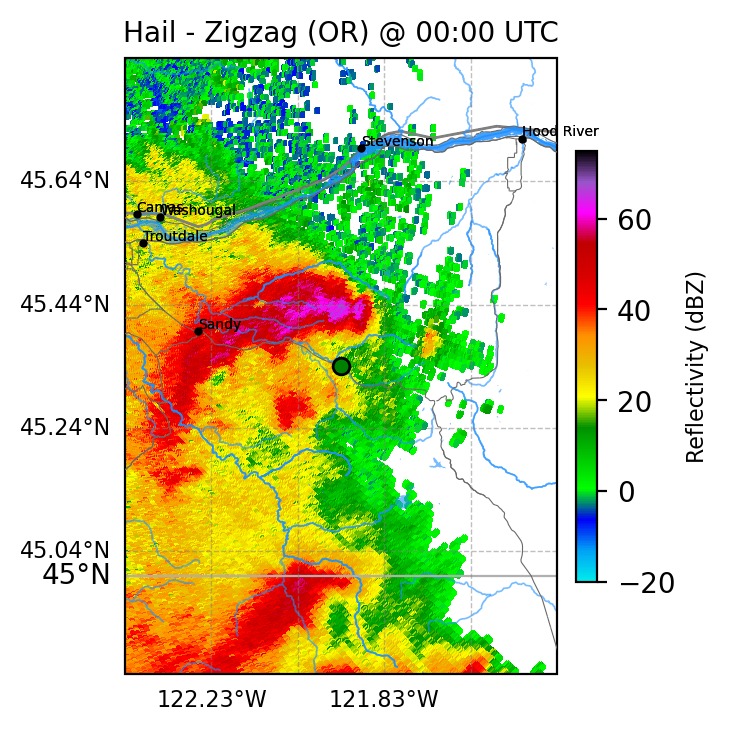 Hail - Zigzag (OR) @ 00:00 UTC
Hood River
Stevenson
45.64°N
Camas
Washougal
Troutdale
60
45.44°N
Sandy
40
Reflectivity (dBZ)
20
45.24°N
0
45.04°N
45°N
−20
122.23°W
121.83°W